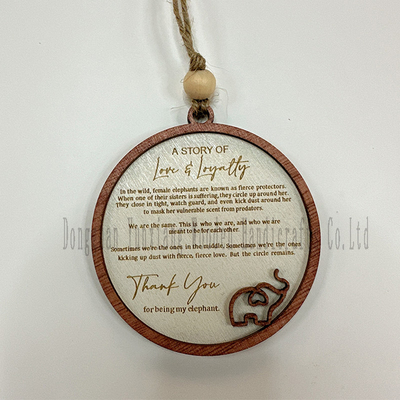 A STORY OF
Love & Loyalty
In the wild, female elephants are known as fierce protectors.
When one of their sisters is suffering, they circle up around her.
They close in tight, watch guard, and even kick dust around her
to mask her vulnerable scent from predators.
We are the same. This is who we are, and who we are
meant to be for each other.
Sometimes we're the ones in the middle, Sometimes we're the ones
kicking up dust with fierce, fierce love. But the circle remains.
Thank You
for being my elephant.
Co.,Ltd